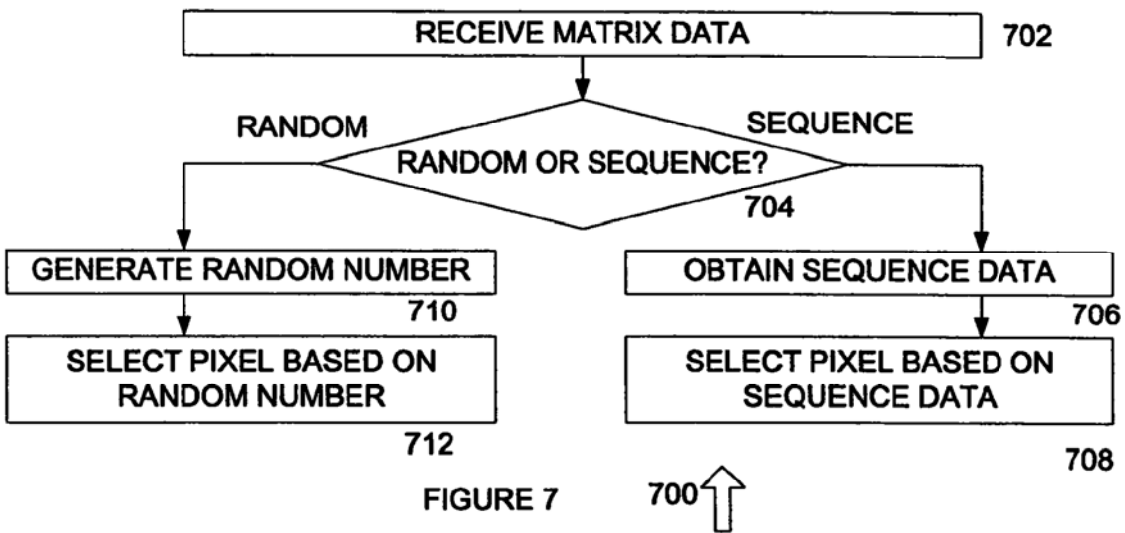 RECEIVE MATRIX DATA
702
RANDOM
SEQUENCE
RANDOM OR SEQUENCE?
704
GENERATE RANDOM NUMBER
710
OBTAIN SEQUENCE DATA
706
SELECT PIXEL BASED ON
RANDOM NUMBER
712
SELECT PIXEL BASED ON
SEQUENCE DATA
708
FIGURE 7
700